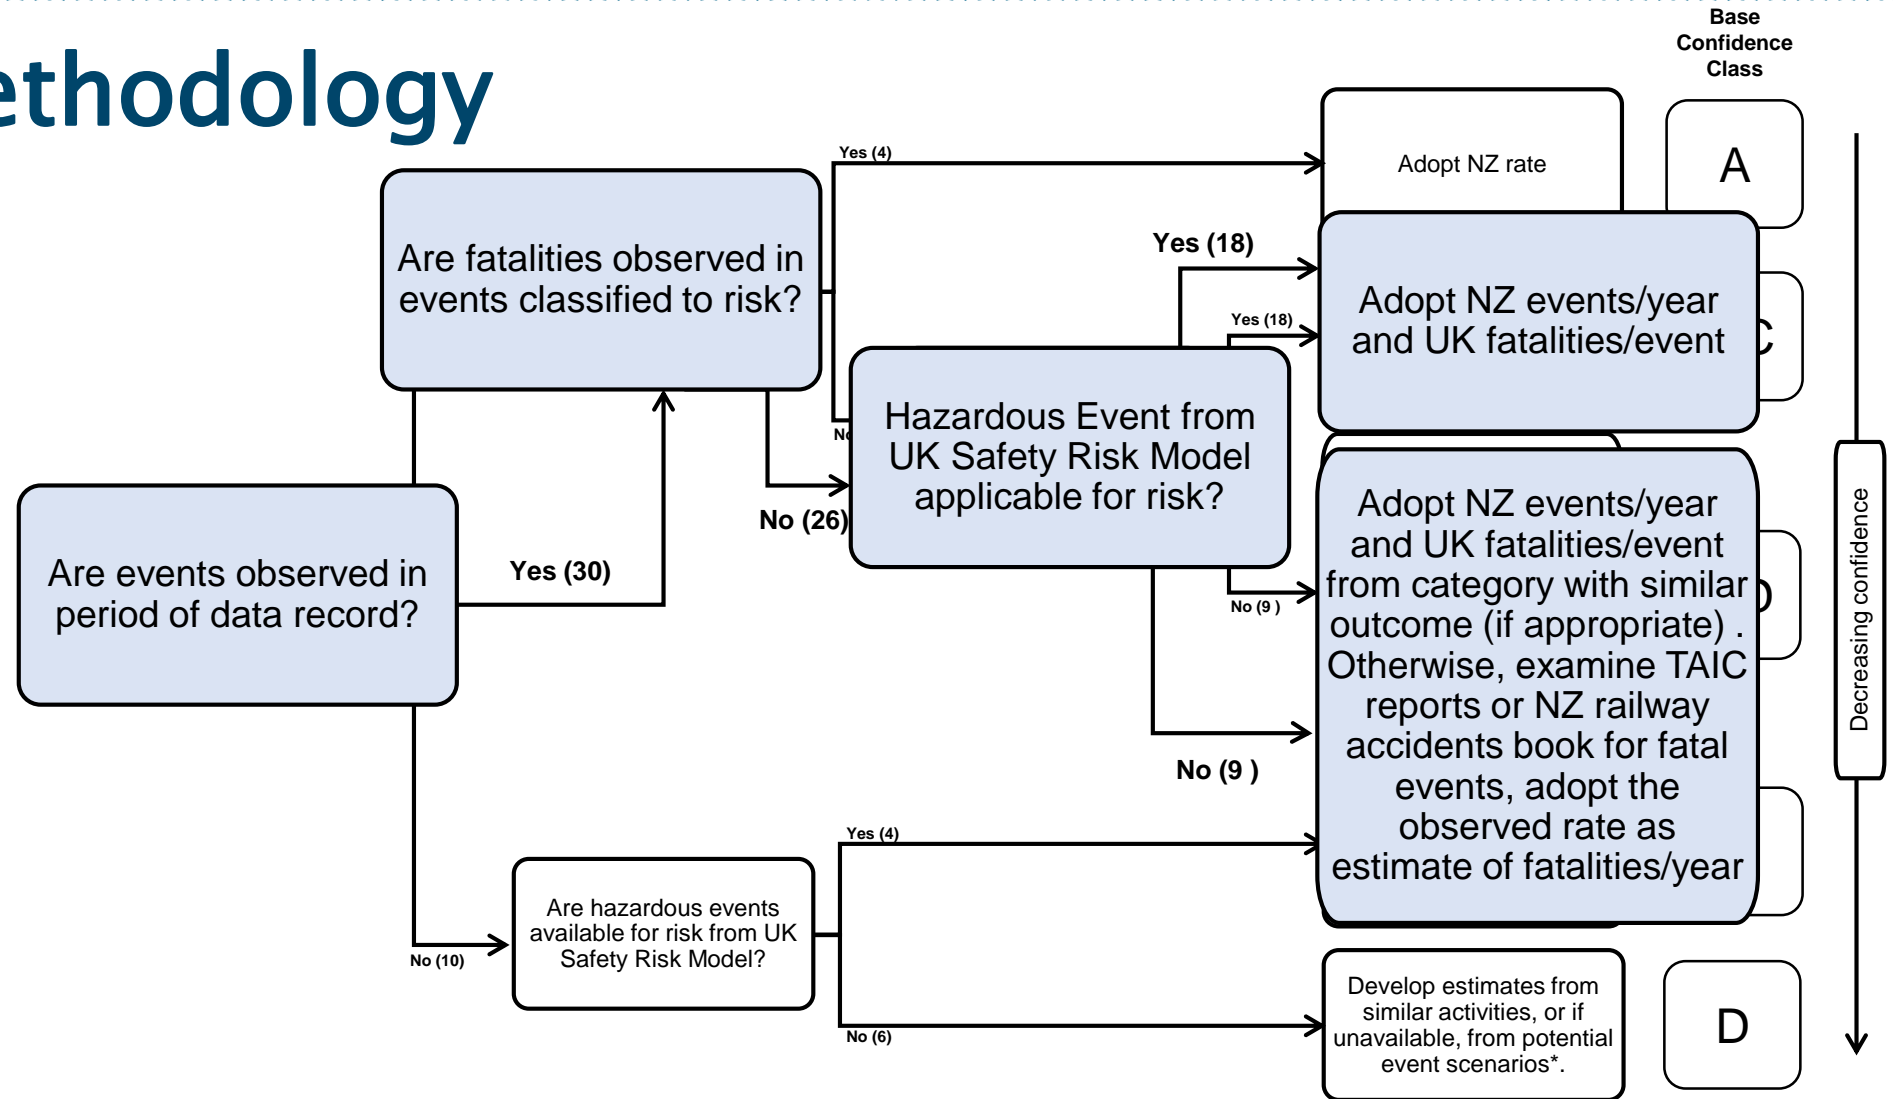 ethodology
Base
Confidence
Class
Yes (4)
Adopt NZ rate
A
Are fatalities observed in
events classified to risk?
Yes (18)
Adopt NZ events/year
and UK fatalities/event
C
Yes (18)
Hazardous Event from
UK Safety Risk Model
applicable for risk?
No
No (26)
Are events observed in
period of data record?
Yes (30)
No (9 )
No (9 )
Adopt NZ events/year
and UK fatalities/event
from category with similar
outcome (if appropriate) .
Otherwise, examine TAIC
reports or NZ railway
accidents book for fatal
events, adopt the
observed rate as
estimate of fatalities/year
Decreasing confidence
Yes (4)
Are hazardous events
available for risk from UK
Safety Risk Model?
No (10)
No (6)
Develop estimates from
similar activities, or if
unavailable, from potential
event scenarios*.
D